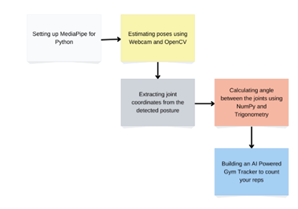 Setting up MediaPipe for
Python
Estimating poses using
Webcam and OpenCV
Extracting joint
coordinates from the
detected posture
Calculating angle
between the joints using
NumPy and
Trigonometry
Building an AI Powered
Gym Tracker to count
your reps